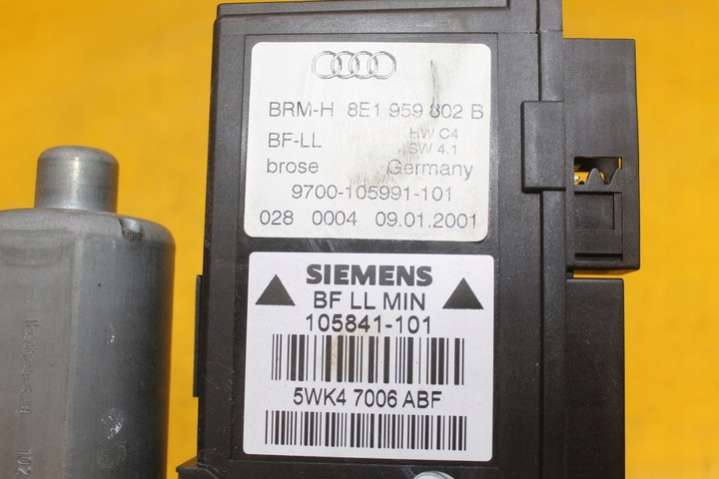 BRM-H 8E1 959 802 B
BF-LL HW C4
SW 4.1
brose Germany
9700-105991-101
028 0004 09.01.2001
SIEMENS
BF LL MIN
105841-101
5WK4 7006 ABF